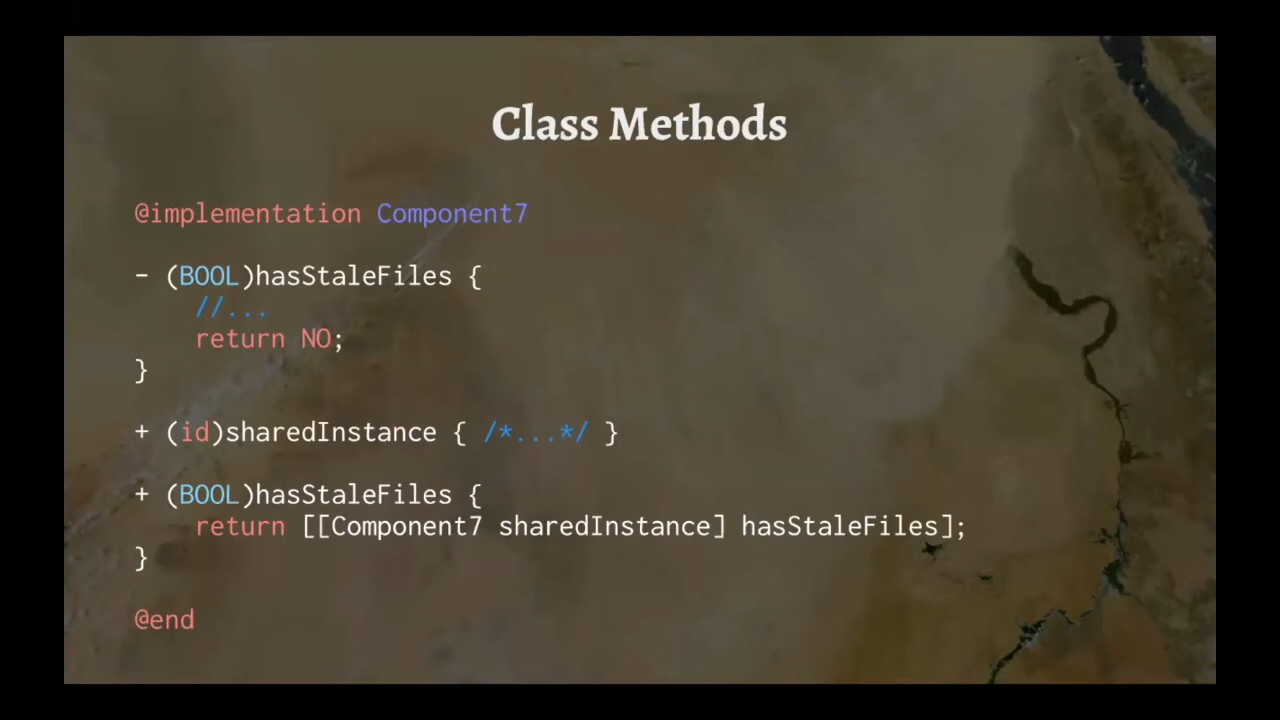 Class Methods
@implementation Component7
- (BOOL)hasStaleFiles {
//...
return NO;
}
+ (id)sharedInstance { /*...*/ }
+ (BOOL)hasStaleFiles {
return [[Component7 sharedInstance] hasStaleFiles];
}
@end